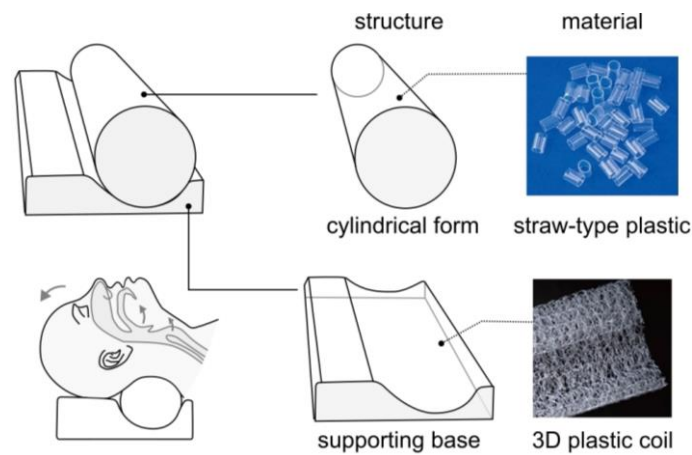 structure
material
cylindrical form
straw-type plastic
supporting base
3D plastic coil